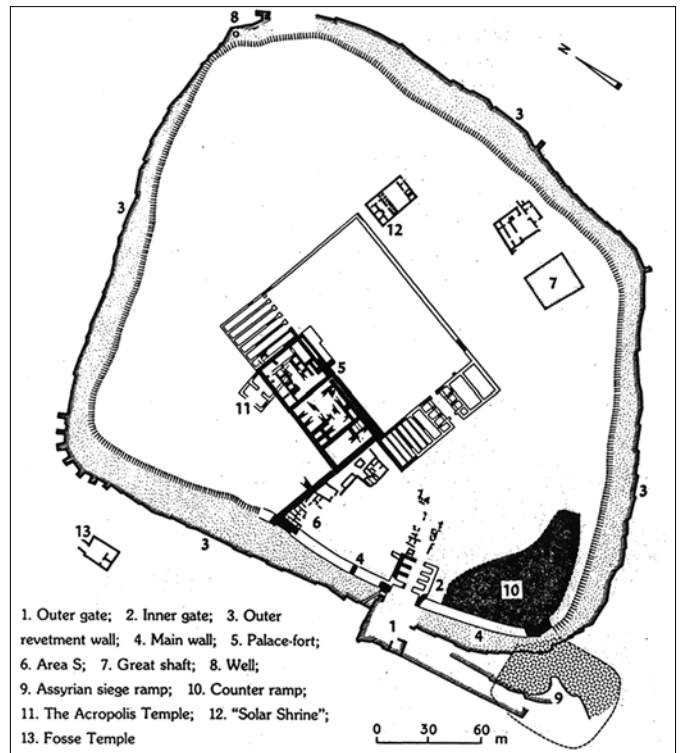 8
N
3
3
12
7
5
11
3
6
13
3
4
2
10
1. Outer gate; 2. Inner gate; 3. Outer
revetment wall; 4. Main wall; 5. Palace-fort;
6. Area S; 7. Great shaft; 8. Well;
9. Assyrian siege ramp; 10. Counter ramp;
11. The Acropolis Temple; 12. "Solar Shrine";
13. Fosse Temple
1
4
9
0 30 60
m